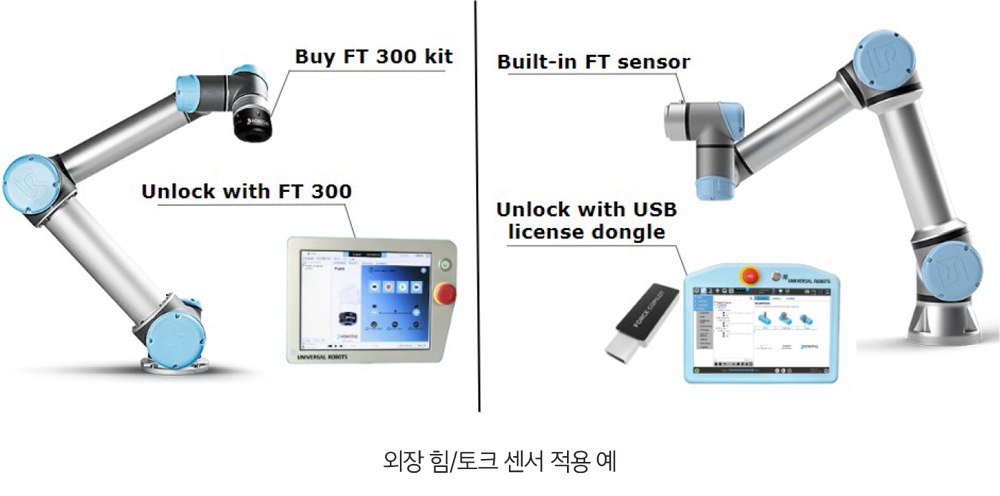 Buy FT 300 kit
Unlock with FT 300
UNIVERSAL ROBOTS
Built-in FT sensor
Unlock with USB
license dongle
FORCE COPILOT
UNIVERSAL ROBOTS
외장 힘/토크 센서 적용 예